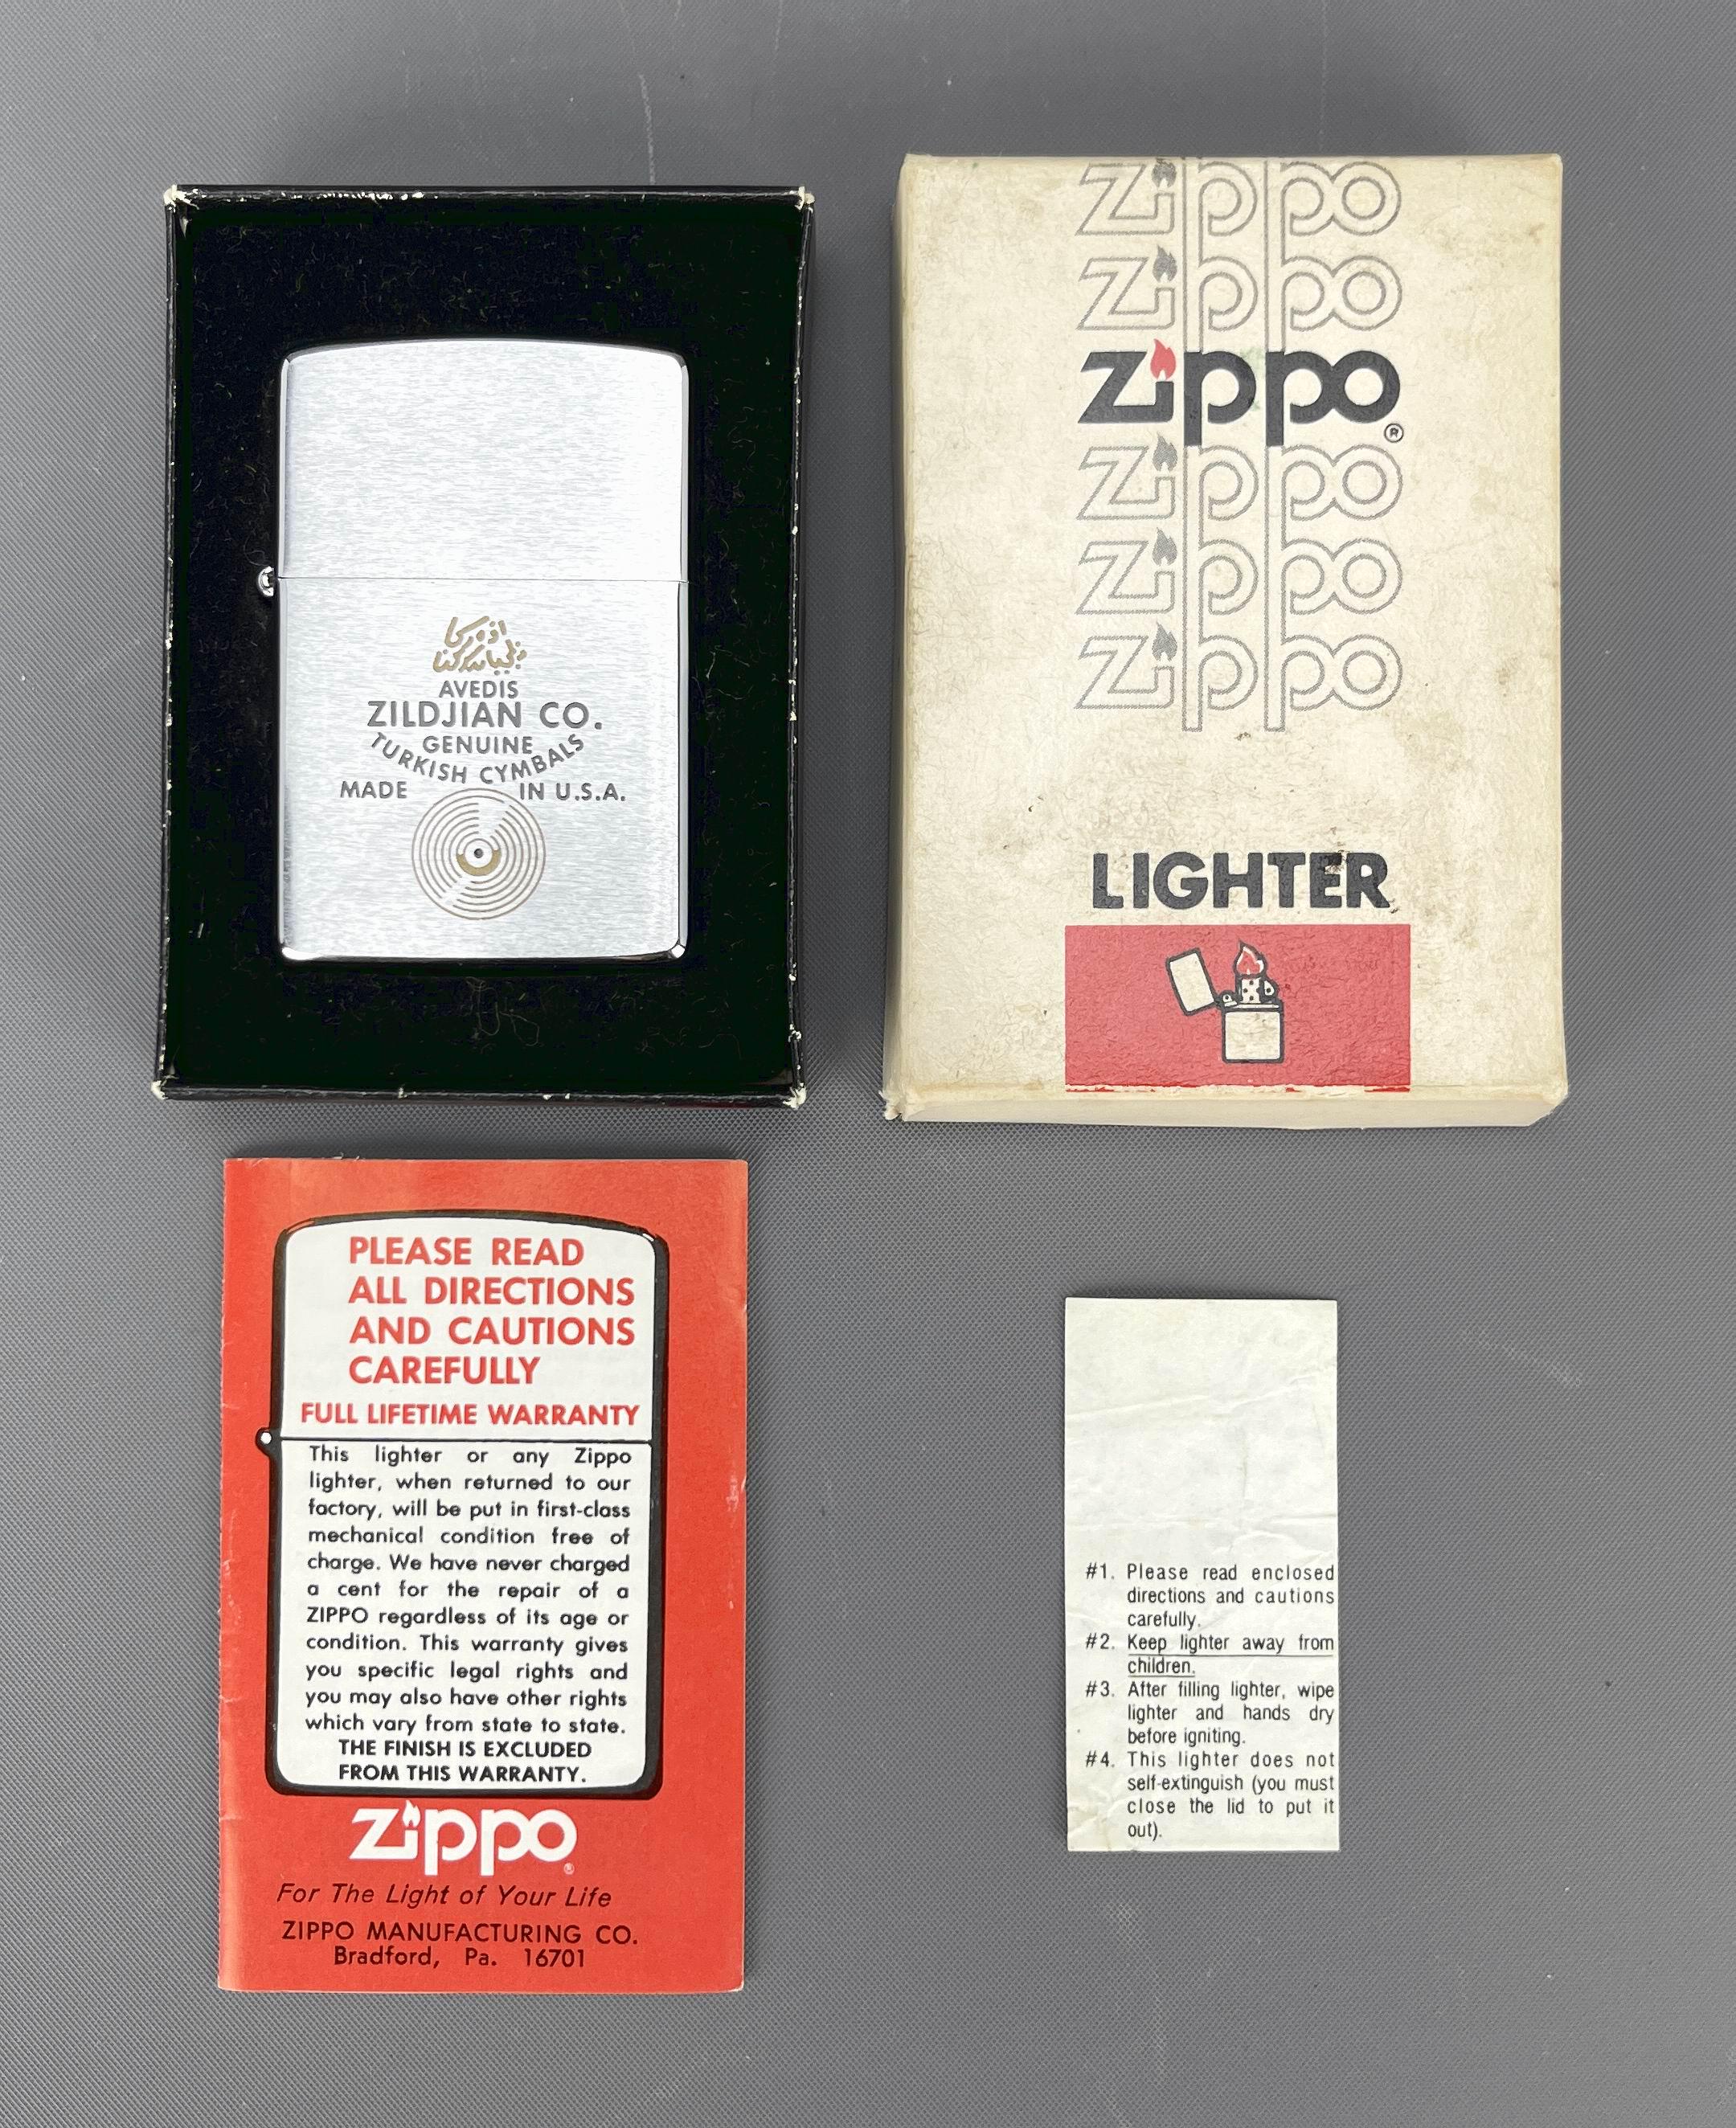 AVEDIS
ZILDJIAN CO.
GENUINE
TURKISH CYMBALS
MADE IN U.S.A.
Zippo
Zippo
Zippo®
Zippo
Zippo
Zippo
LIGHTER
PLEASE READ
ALL DIRECTIONS
AND CAUTIONS
CAREFULLY
FULL LIFETIME WARRANTY
This lighter or any Zippo
lighter, when returned to our
factory, will be put in first-class
mechanical condition free of
charge. We have never charged
a cent for the repair of a
ZIPPO regardless of its age or
condition. This warranty gives
you specific legal rights and
you may also have other rights
which vary from state to state.
THE FINISH IS EXCLUDED
FROM THIS WARRANTY.
Zippo®
For The Light of Your Life
ZIPPO MANUFACTURING CO.
Bradford, Pa. 16701
#1. Please read enclosed
directions and cautions
carefully.
#2. Keep lighter away from
children.
#3. After filling lighter, wipe
lighter and hands dry
before igniting.
#4. This lighter does not
self-extinguish (you must
close the lid to put it
out).